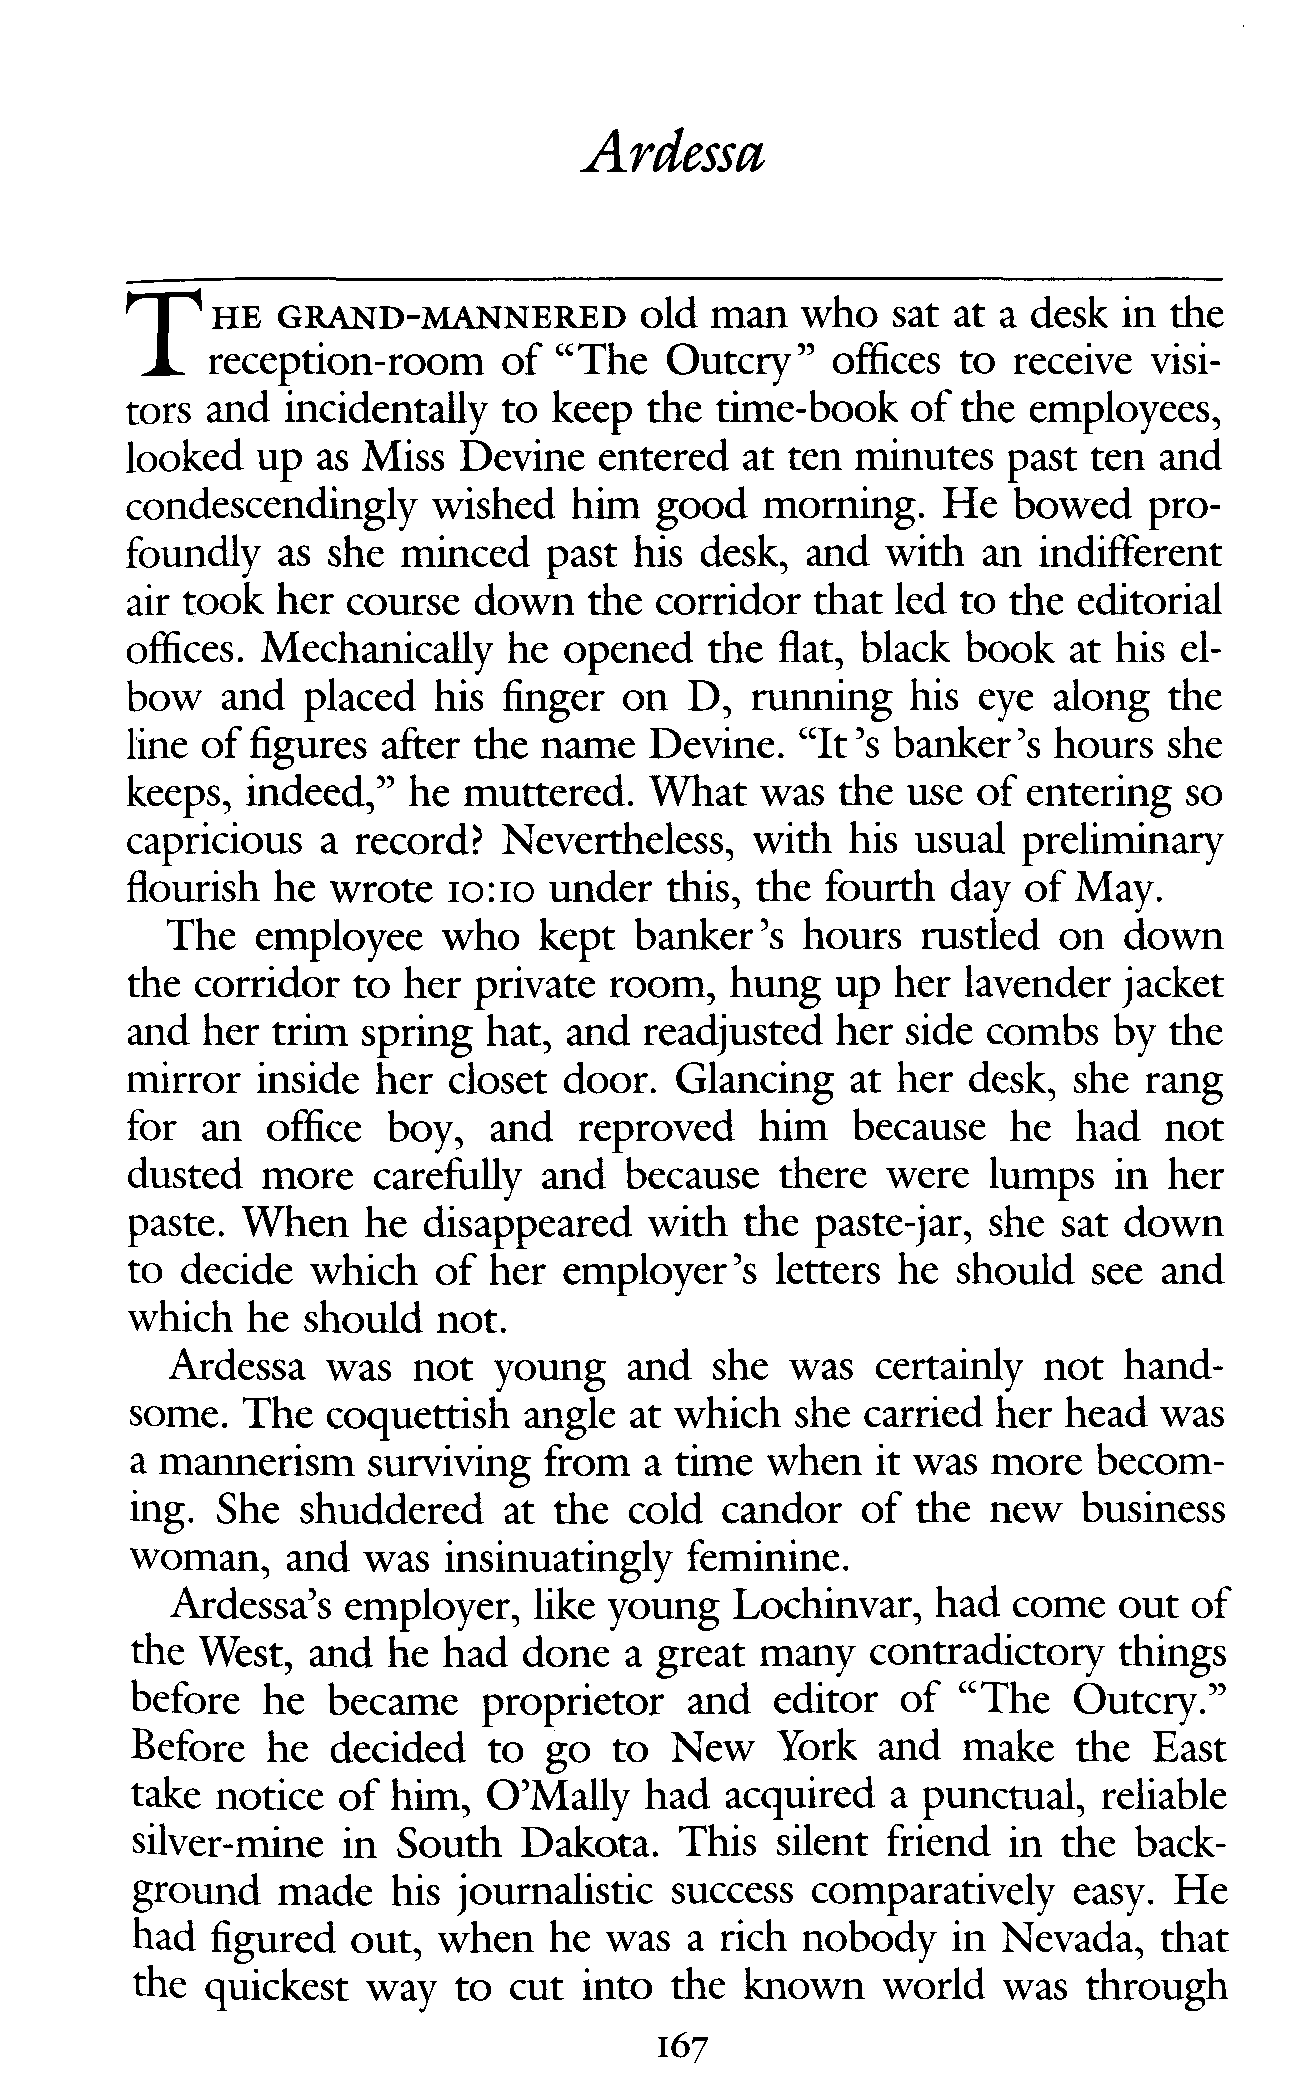 Ardessa
THE GRAND-MANNERED old man who sat at a desk in the
reception-room of “The Outcry” offices to receive visi-
tors and incidentally to keep the time-book of the employees,
looked up as Miss Devine entered at ten minutes past ten and
condescendingly wished him good morning. He bowed pro-
foundly as she minced past his desk, and with an indifferent
air took her course down the corridor that led to the editorial
offices. Mechanically he opened the flat, black book at his el-
bow and placed his finger on D, running his eye along the
line of figures after the name Devine. “It’s banker’s hours she
keeps, indeed,” he muttered. What was the use of entering so
capricious a record? Nevertheless, with his usual preliminary
flourish he wrote 10:10 under this, the fourth day of May.
The employee who kept banker’s hours rustled on down
the corridor to her private room, hung up her lavender jacket
and her trim spring hat, and readjusted her side combs by the
mirror inside her closet door. Glancing at her desk, she rang
for an office boy, and reproved him because he had not
dusted more carefully and because there were lumps in her
paste. When he disappeared with the paste-jar, she sat down
to decide which of her employer’s letters he should see and
which he should not.
Ardessa was not young and she was certainly not hand-
some. The coquettish angle at which she carried her head was
a mannerism surviving from a time when it was more becom-
ing. She shuddered at the cold candor of the new business
woman, and was insinuatingly feminine.
Ardessa’s employer, like young Lochinvar, had come out of
the West, and he had done a great many contradictory things
before he became proprietor and editor of “The Outcry.”
Before he decided to go to New York and make the East
take notice of him, O’Mally had acquired a punctual, reliable
silver-mine in South Dakota. This silent friend in the back-
ground made his journalistic success comparatively easy. He
had figured out, when he was a rich nobody in Nevada, that
the quickest way to cut into the known world was through
167